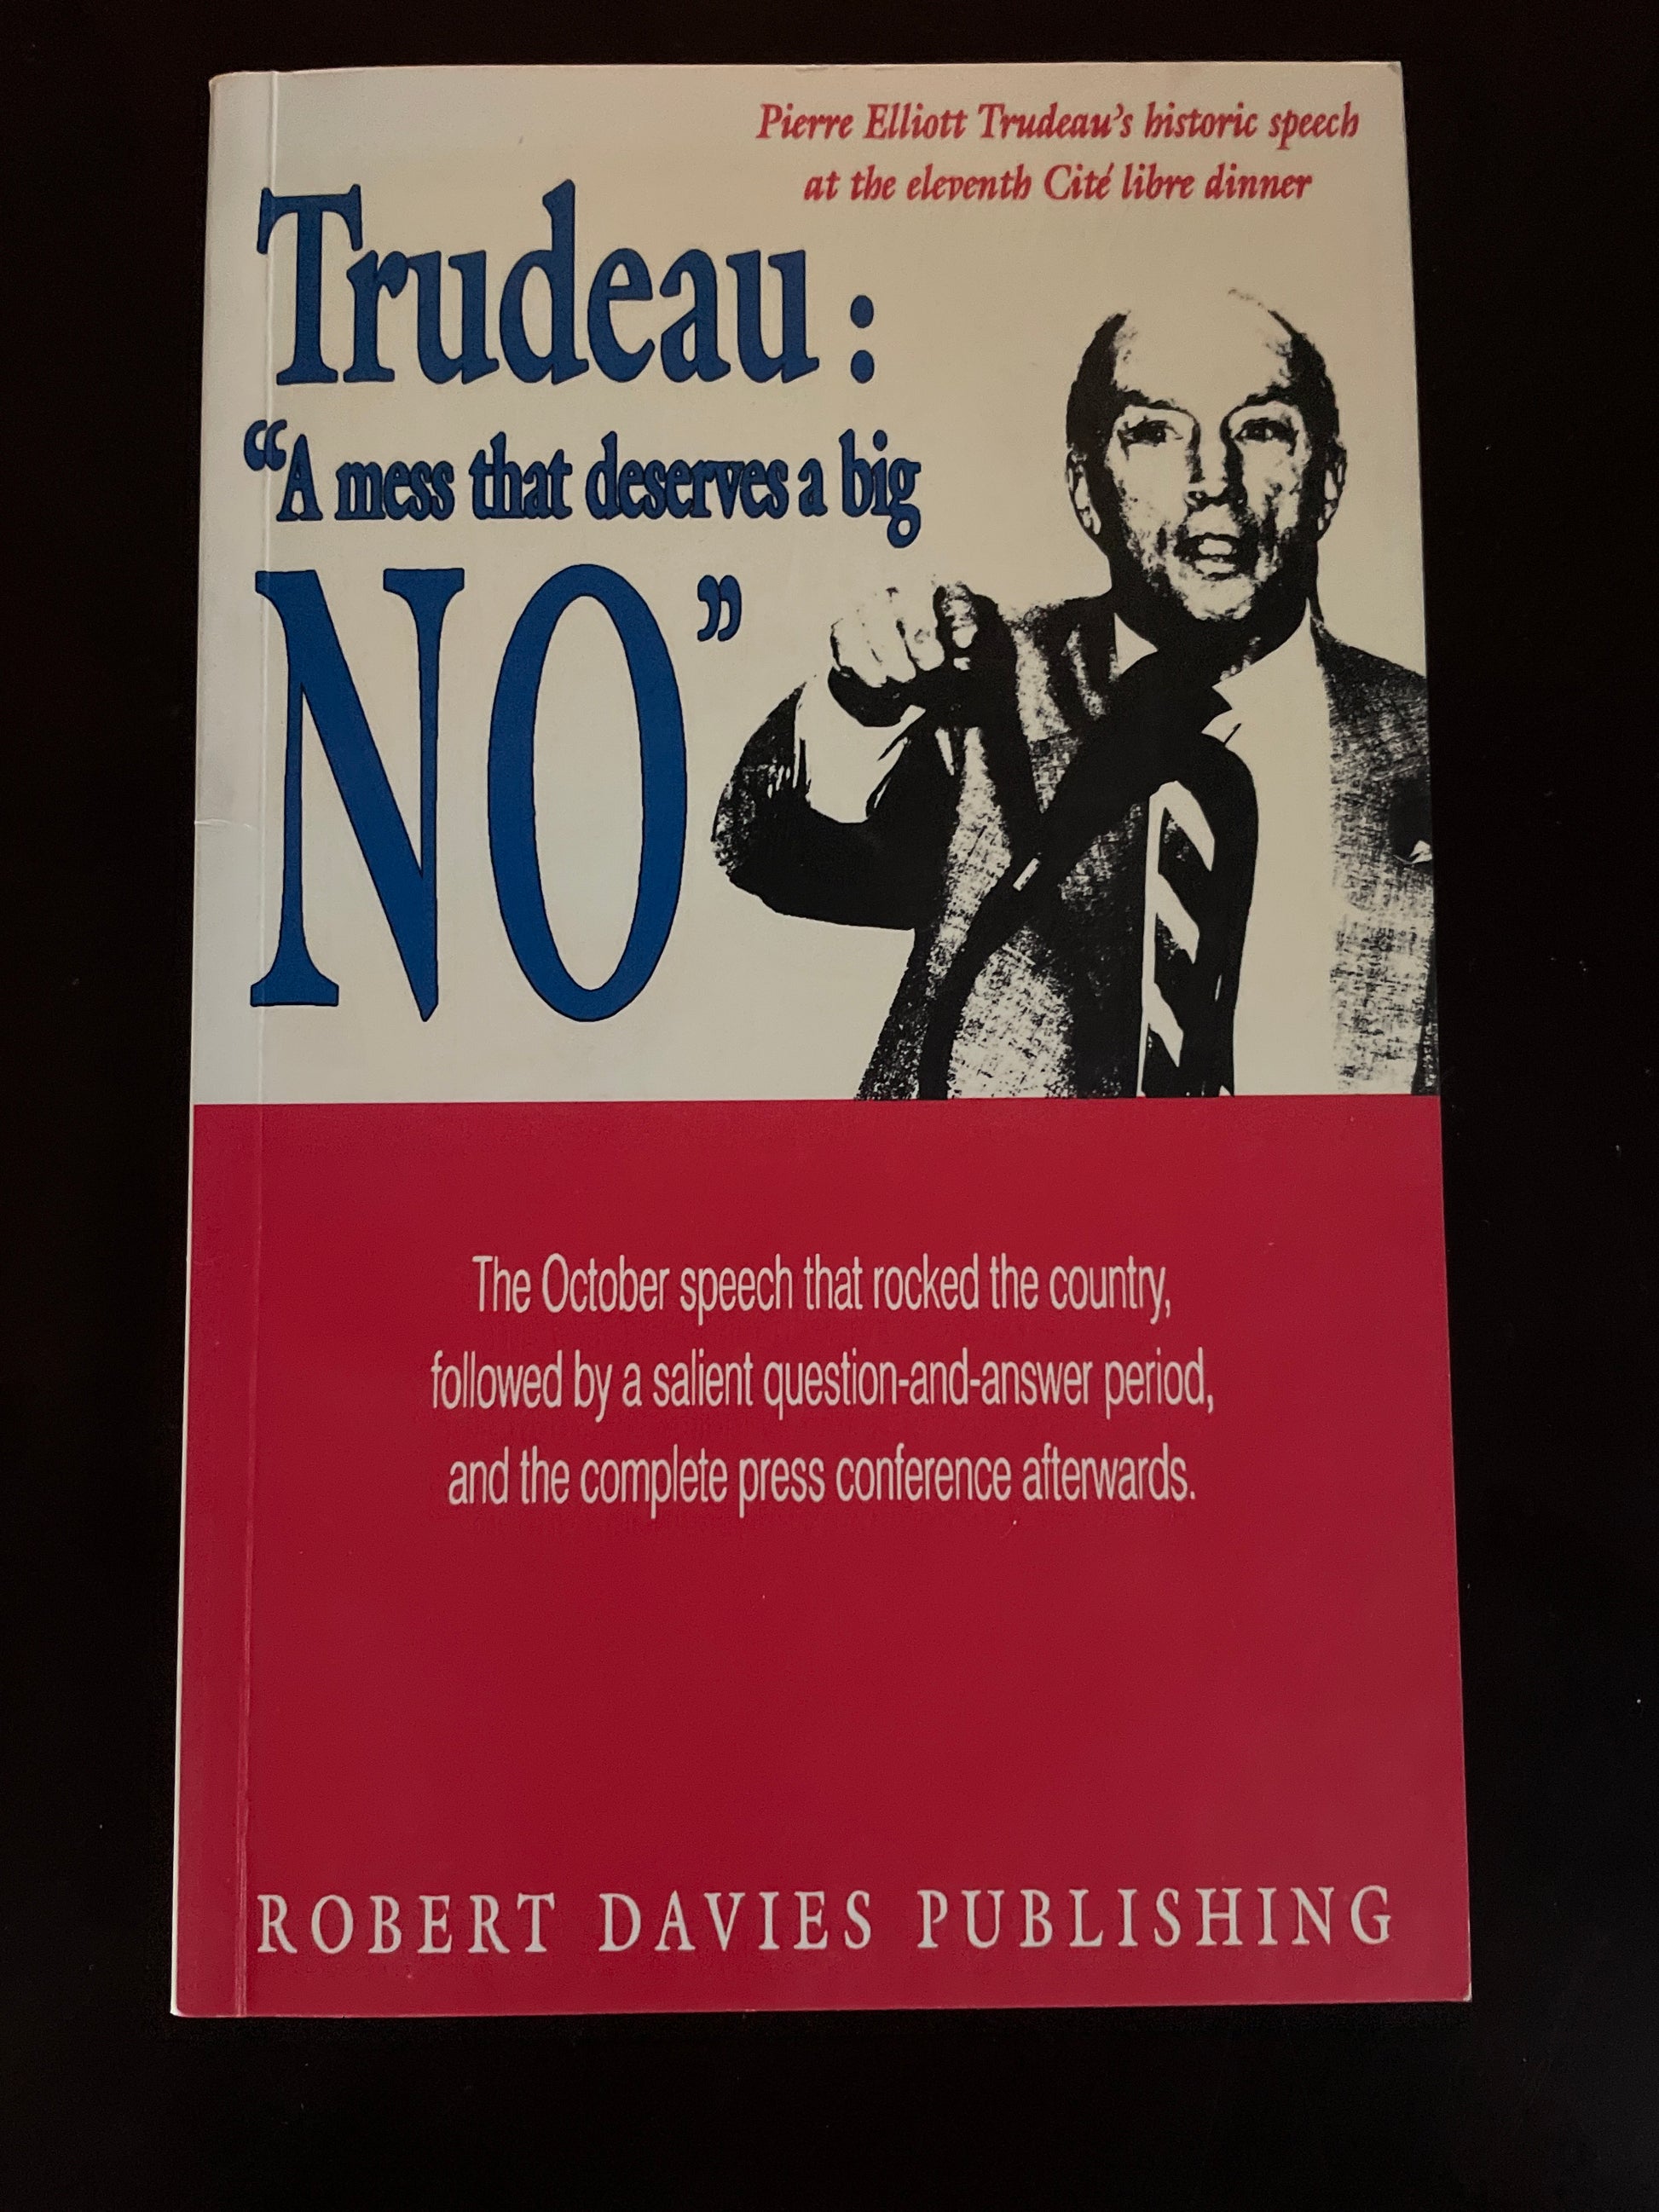 Pierre Elliott Trudeau's historic speech
at the eleventh Cité libre dinner
Trudeau :
“A mess that deserves a big
NO”
The October speech that rocked the country,
followed by a salient question-and-answer period,
and the complete press conference afterwards.
ROBERT DAVIES PUBLISHING